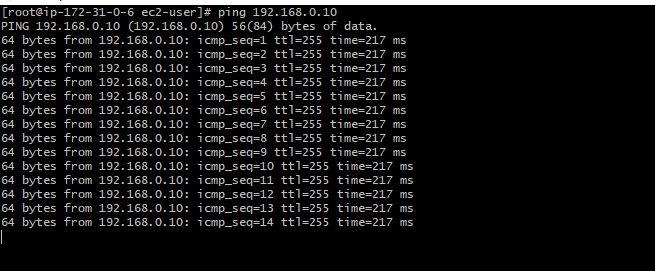 [root@ip-172-31-0-6 ec2-user]# ping 192.168.0.10
PING 192.168.0.10 (192.168.0.10) 56(84) bytes of data.
64 bytes from 192.168.0.10: icmp_seq=1 ttl=255 time=217 ms
64 bytes from 192.168.0.10: icmp_seq=2 ttl=255 time=217 ms
64 bytes from 192.168.0.10: icmp_seq=3 ttl=255 time=217 ms
64 bytes from 192.168.0.10: icmp_seq=4 ttl=255 time=217 ms
64 bytes from 192.168.0.10: icmp_seq=5 ttl=255 time=217 ms
64 bytes from 192.168.0.10: icmp_seq=6 ttl=255 time=217 ms
64 bytes from 192.168.0.10: icmp_seq=7 ttl=255 time=217 ms
64 bytes from 192.168.0.10: icmp_seq=8 ttl=255 time=217 ms
64 bytes from 192.168.0.10: icmp_seq=9 ttl=255 time=217 ms
64 bytes from 192.168.0.10: icmp_seq=10 ttl=255 time=217 ms
64 bytes from 192.168.0.10: icmp_seq=11 ttl=255 time=217 ms
64 bytes from 192.168.0.10: icmp_seq=12 ttl=255 time=217 ms
64 bytes from 192.168.0.10: icmp_seq=13 ttl=255 time=217 ms
64 bytes from 192.168.0.10: icmp_seq=14 ttl=255 time=217 ms